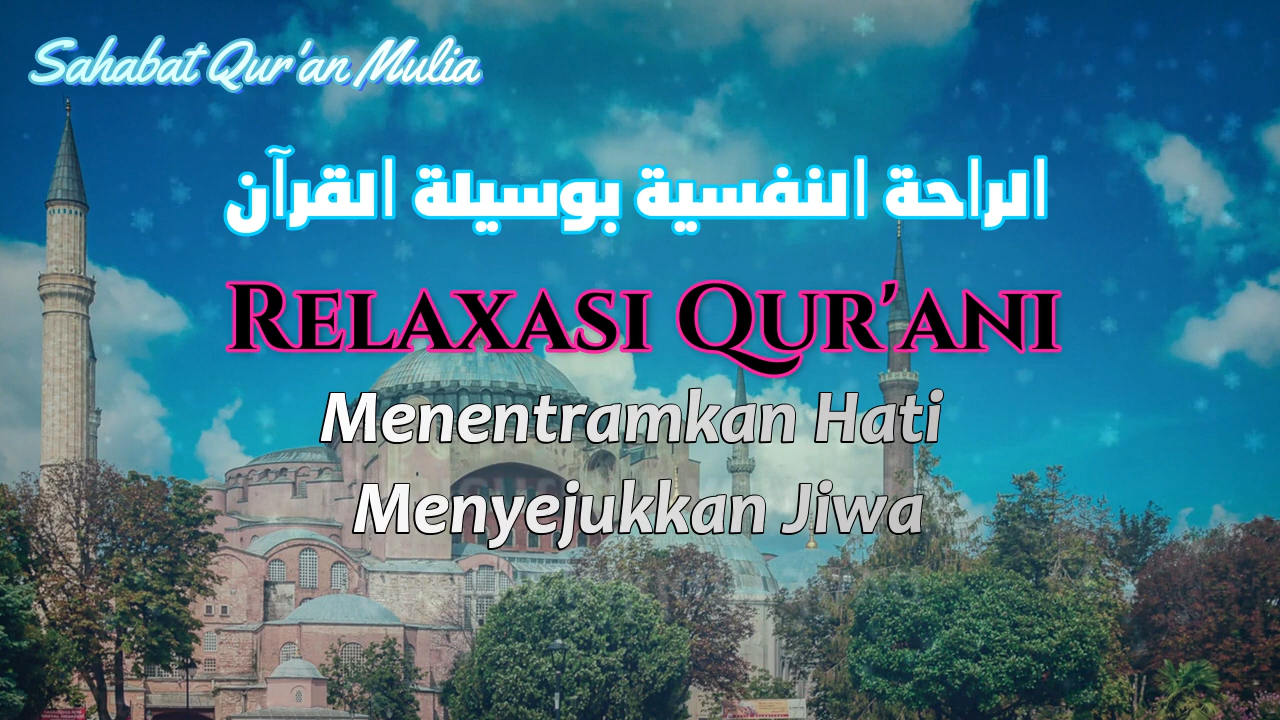 Sahabat Qur'an Mulia
الراحة النفسية بوسيلة القرآن
Relaxasi Qur'ani
Menentramkan Hati
Menyejukkan Jiwa